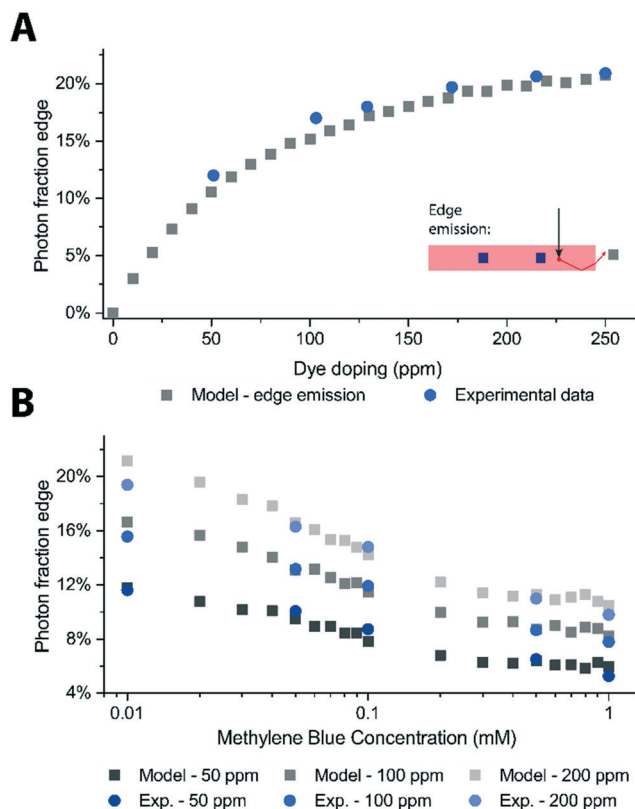 A
20%
15%
10%
5%
0%
Photon fraction edge
Edge
emission:
0 50 100 150 200 250
Dye doping (ppm)
Model - edge emission Experimental data
B
20%
16%
12%
8%
4%
Photon fraction edge
0.01 0.1 1
Methylene Blue Concentration (mM)
Model - 50 ppm Model - 100 ppm Model - 200 ppm
Exp. - 50 ppm Exp. - 100 ppm Exp. - 200 ppm